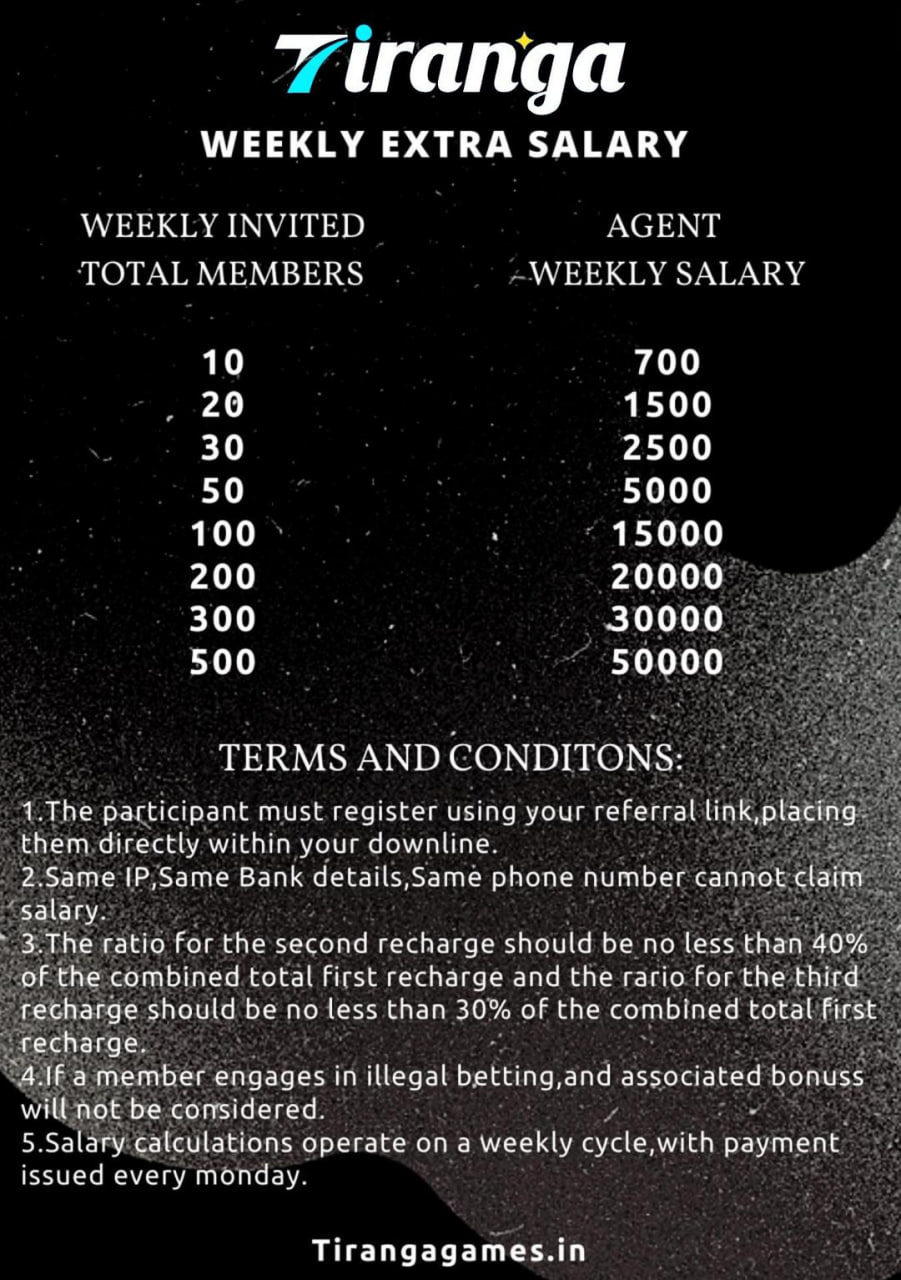 Tiranga
WEEKLY EXTRA SALARY
WEEKLY INVITED
TOTAL MEMBERS
AGENT
WEEKLY SALARY
10 700
20 1500
30 2500
50 5000
100 15000
200 20000
300 30000
500 50000
TERMS AND CONDITONS:
1.The participant must register using your referral link,placing
them directly within your downline.
2.Same IP,Same Bank details,Same phone number cannot claim
salary.
3.The ratio for the second recharge should be no less than 40%
of the combined total first recharge and the rario for the third
recharge should be no less than 30% of the combined total first
recharge.
4.If a member engages in illegal betting,and associated bonuss
will not be considered.
5.Salary calculations operate on a weekly cycle,with payment
issued every monday.
Tirangagames.in